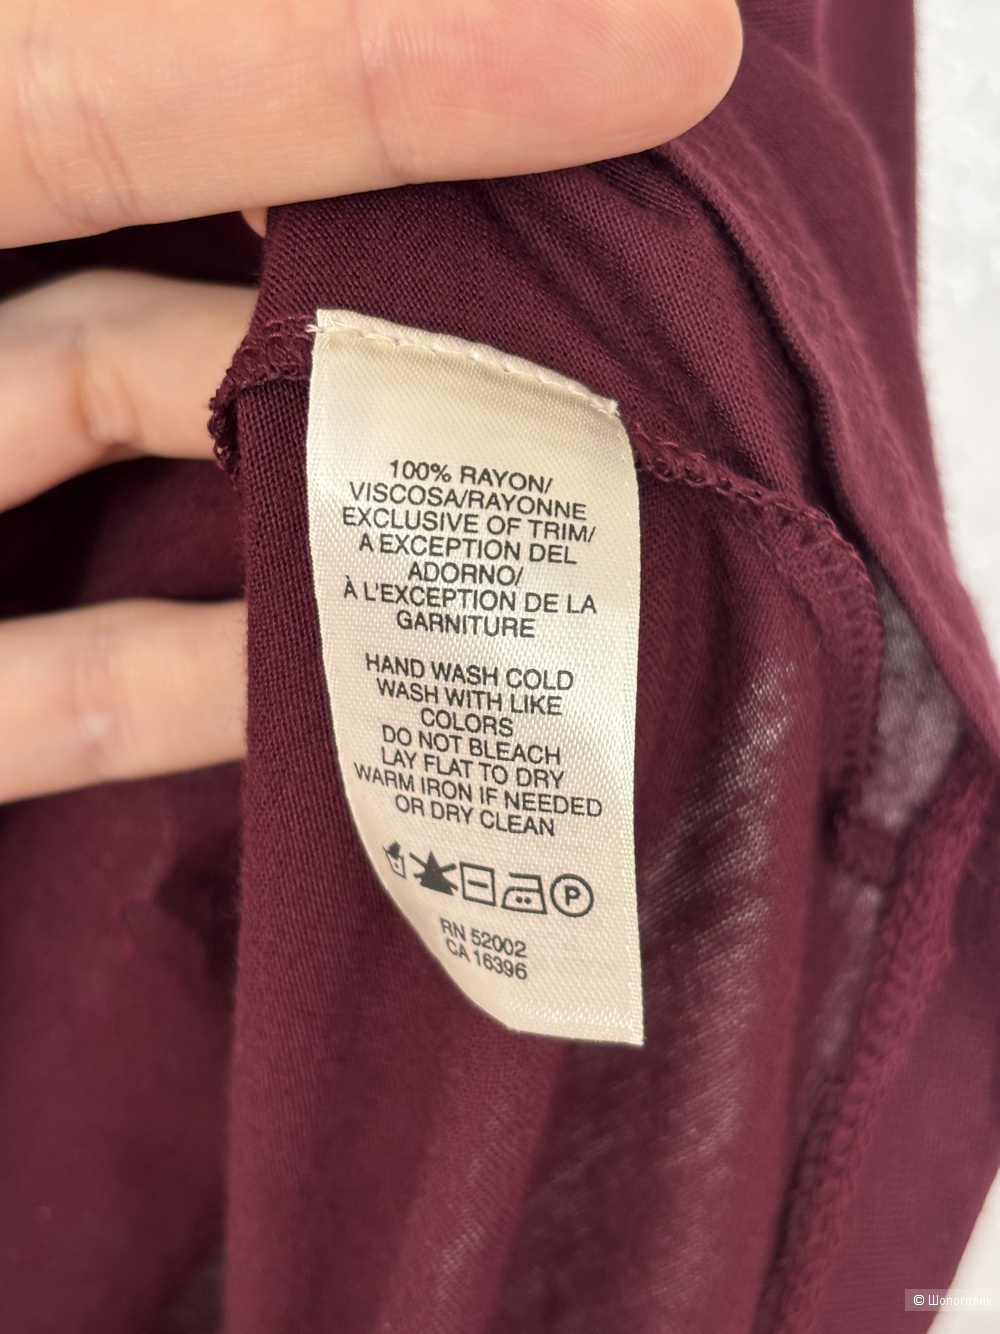 100% RAYON/
VISCOSA/RAYONNE
EXCLUSIVE OF TRIM/
A EXCEPTION DEL
ADORNO/
À L'EXCEPTION DE LA
GARNITURE
HAND WASH COLD
WASH WITH LIKE
COLORS
DO NOT BLEACH
LAY FLAT TO DRY
WARM IRON IF NEEDED
OR DRY CLEAN
P
RN 52002
CA 16396
© Шопоголик